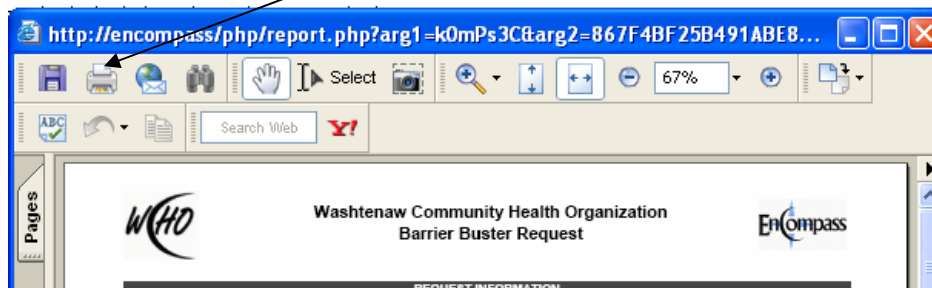 http://encompass/php/report.php?arg1=k0mPs3C&arg2=867F4BF25B491ABE8...
Select
67%
ABC
Search Web
Y!
Pages
WCHO
Washtenaw Community Health Organization
Barrier Buster Request
EnCompass
REQUEST INFORMATION